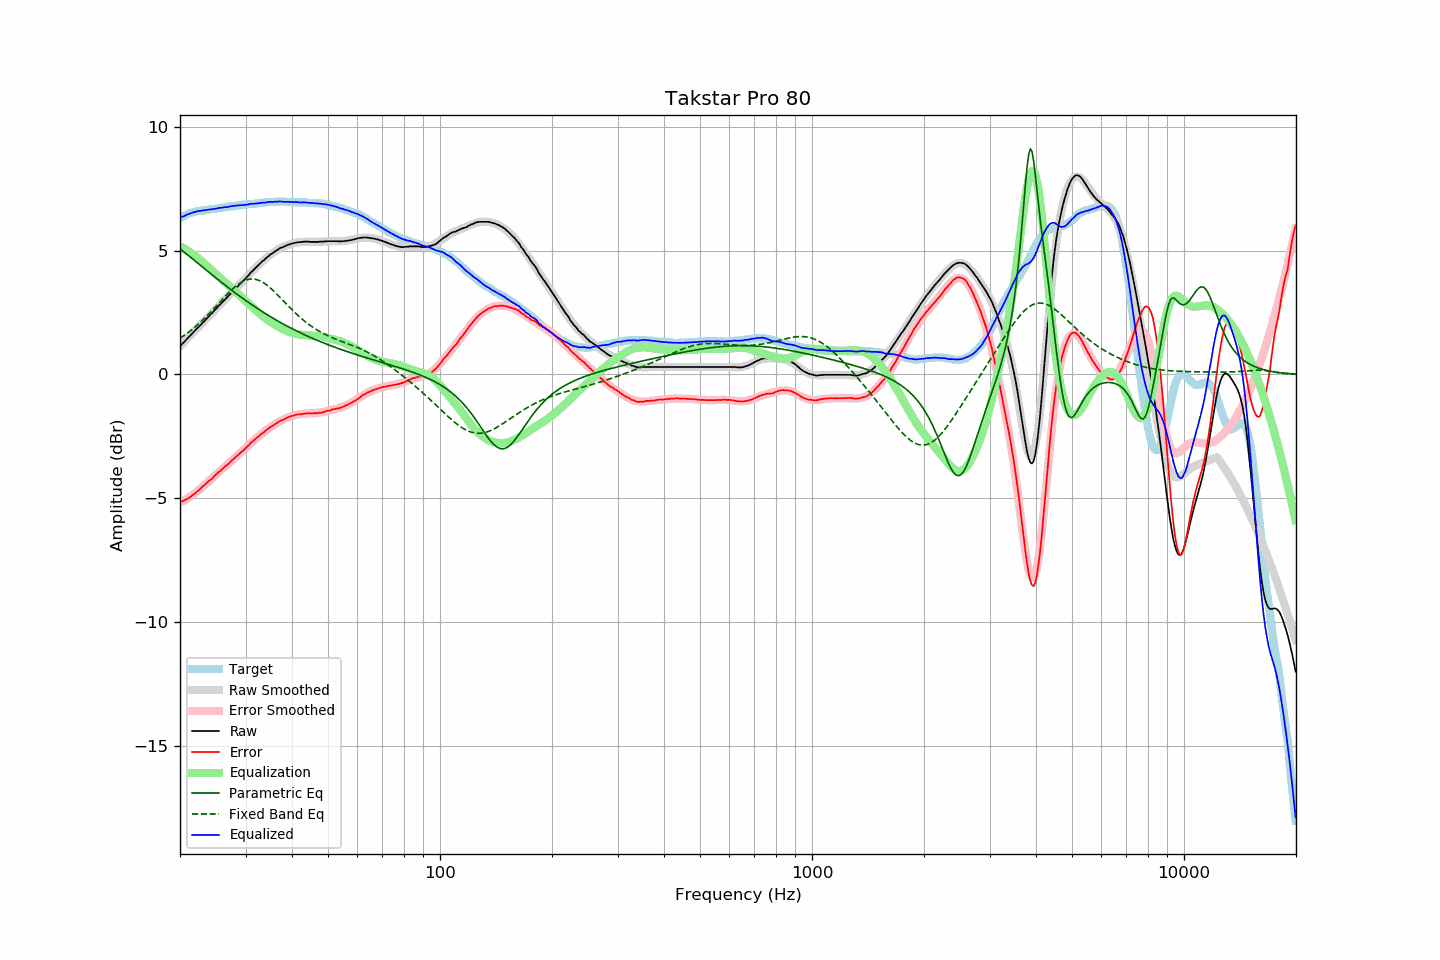 Takstar Pro 80
10
5
0
−5
−10
−15
Amplitude (dBr)
100
1000
10000
Frequency (Hz)
Target
Raw Smoothed
Error Smoothed
Raw
Error
Equalization
Parametric Eq
Fixed Band Eq
Equalized